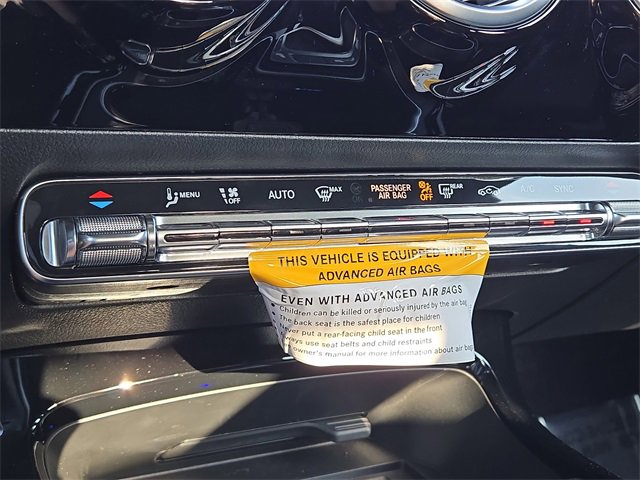 MENU
OFF
AUTO
MAX
PASSENGER
AIR BAG
OFF
REAR
A/C
SYNC
THIS VEHICLE IS EQUIPPED WITH
ADVANCED AIR BAGS
EVEN WITH ADVANCED AIR BAGS
• Children can be killed or seriously injured by the air bag
• The back seat is the safest place for children
put a rear-facing child seat in the front
use seat belts and child restraints
owner's manual for more information about air bag